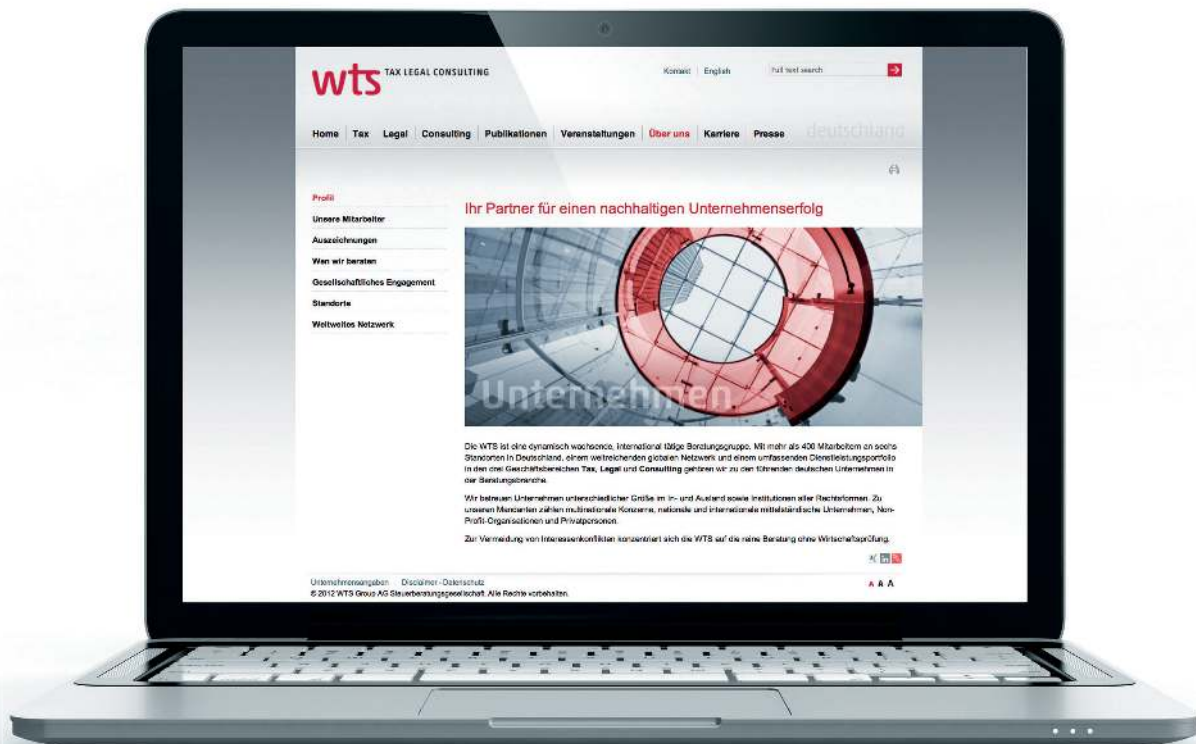 wts TAX LEGAL CONSULTING
Kontakt English Full text search
Home Tax Legal Consulting Publikationen Veranstaltungen Über uns Karriere Presse deutschland
Profil
Unsere Mitarbeiter
Auszeichnungen
Wen wir beraten
Gesellschaftliches Engagement
Standorte
Weltweites Netzwerk
Ihr Partner für einen nachhaltigen Unternehmenserfolg
Unternehmen
Die WTS ist eine dynamisch wachsende, international tätige Beratungsgruppe. Mit mehr als 400 Mitarbeitern an sechs
Standorten in Deutschland, einem weitreichenden globalen Netzwerk und einem umfassenden Dienstleistungsportfolio
in den drei Geschäftsbereichen Tax, Legal und Consulting gehören wir zu den führenden deutschen Unternehmen in
der Beratungsbranche.
Wir betreuen Unternehmen unterschiedlicher Größe im In- und Ausland sowie Institutionen aller Rechtsformen. Zu
unseren Mandanten zählen multinationale Konzerne, nationale und internationale mittelständische Unternehmen, Non-
Profit-Organisationen und Privatpersonen.
Zur Vermeidung von Interessenkonflikten konzentriert sich die WTS auf die reine Beratung ohne Wirtschaftsprüfung.
in
A A A
Unternehmensangaben Disclaimer - Datenschutz
© 2012 WTS Group AG Steuerberatungsgesellschaft. Alle Rechte vorbehalten.